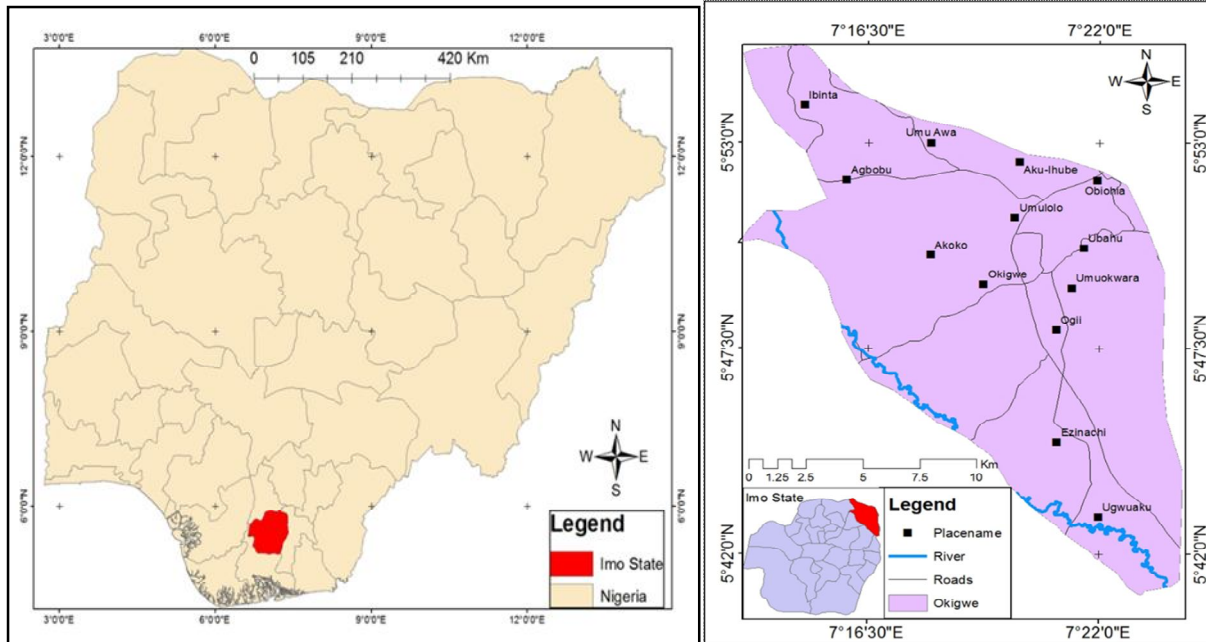 3°0'0"E 6°0'0"E 9°0'0"E 12°0'0"E
0 105 210 420 Km
12°0'0"N 12°0'0"N
9°0'0"N 9°0'0"N
6°0'0"N 6°0'0"N
N
W E
S
Legend
Imo State
Nigeria
3°0'0"E 6°0'0"E 9°0'0"E 12°0'0"E
7°16'30"E 7°22'0"E
N
W E
S
Ibinta
Umu Awa
5°53'0"N 5°53'0"N
Aku-Ihube
Agbobu
Obiohia
Umulolo
Ubahu
Akoko
Okigwe
Umuokwara
Ogii
5°47'30"N 5°47'30"N
Ezinachi
Km
0 1.25 2.5 5 7.5 10
Imo State
Legend
Placename
River
Roads
Okigwe
Ugwuaku
5°42'0"N 5°42'0"N
7°16'30"E 7°22'0"E